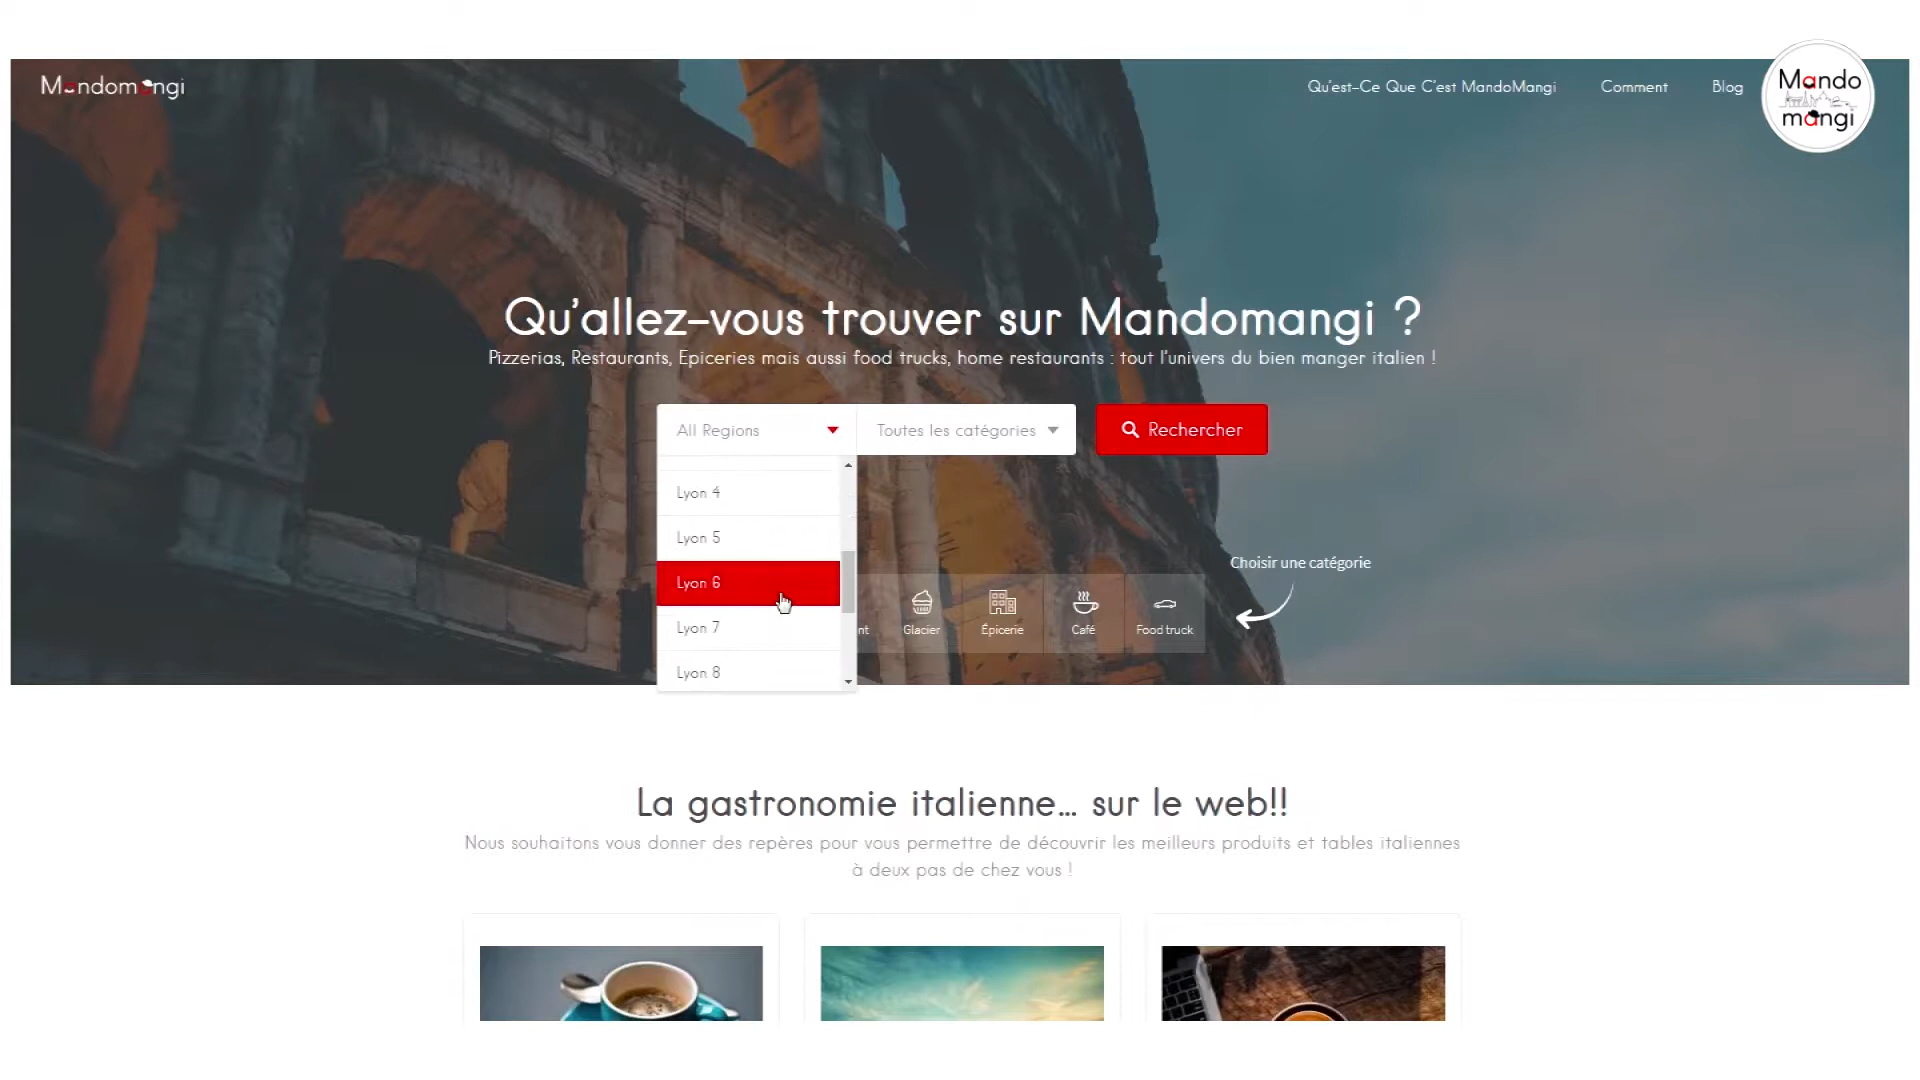 Mandomangi
Qu'est-Ce Que C'est MandoMangi
Comment
Blog
Mando
mangi
Qu'allez-vous trouver sur Mandomangi ?
Pizzerias, Restaurants, Epiceries mais aussi food trucks, home restaurants : tout l'univers du bien manger italien !
All Regions
Toutes les catégories
Rechercher
Lyon 4
Lyon 5
Lyon 6
Lyon 7
Lyon 8
Choisir une catégorie
nt
Glacier
Épicerie
Café
Food truck
La gastronomie italienne... sur le web!!
Nous souhaitons vous donner des repères pour vous permettre de découvrir les meilleurs produits et tables italiennes
à deux pas de chez vous !